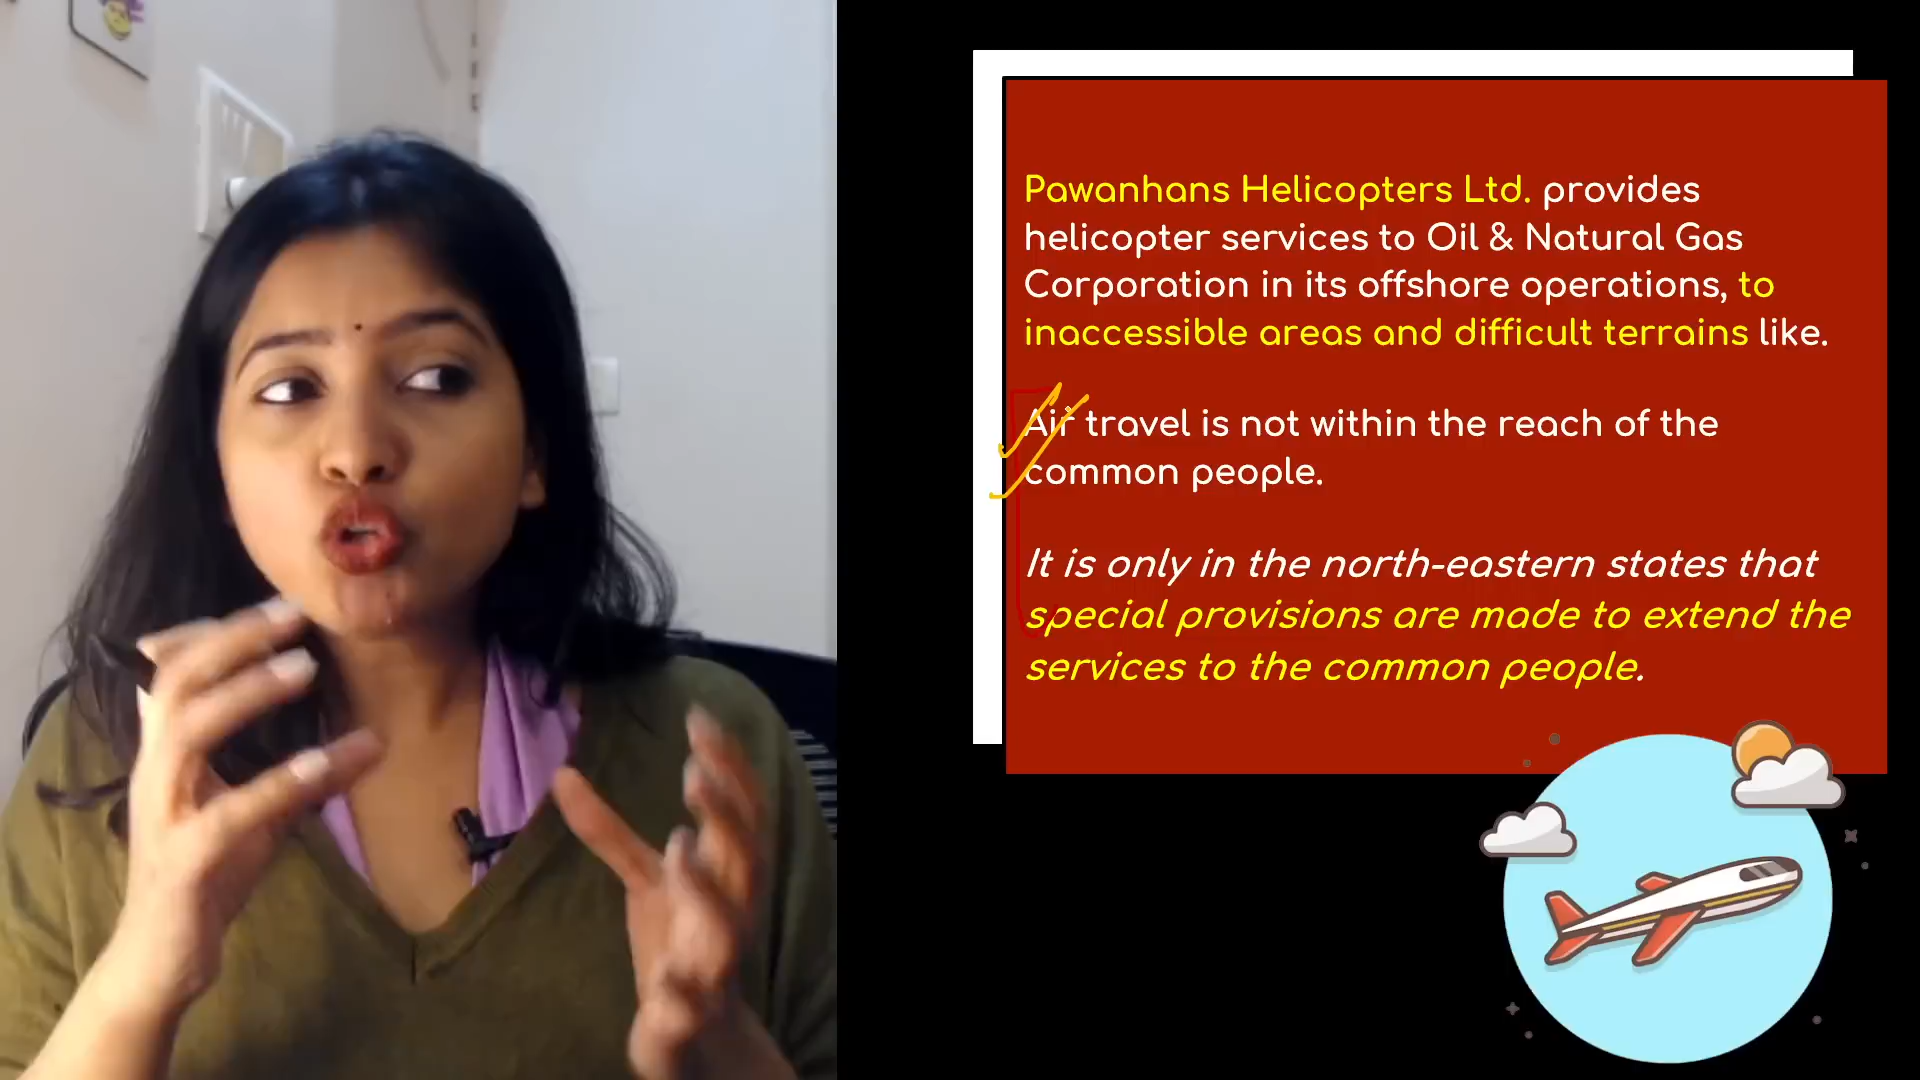 Pawanhans Helicopters Ltd. provides
helicopter services to Oil & Natural Gas
Corporation in its offshore operations, to
inaccessible areas and difficult terrains like.
Air travel is not within the reach of the
common people.
It is only in the north-eastern states that
special provisions are made to extend the
services to the common people.